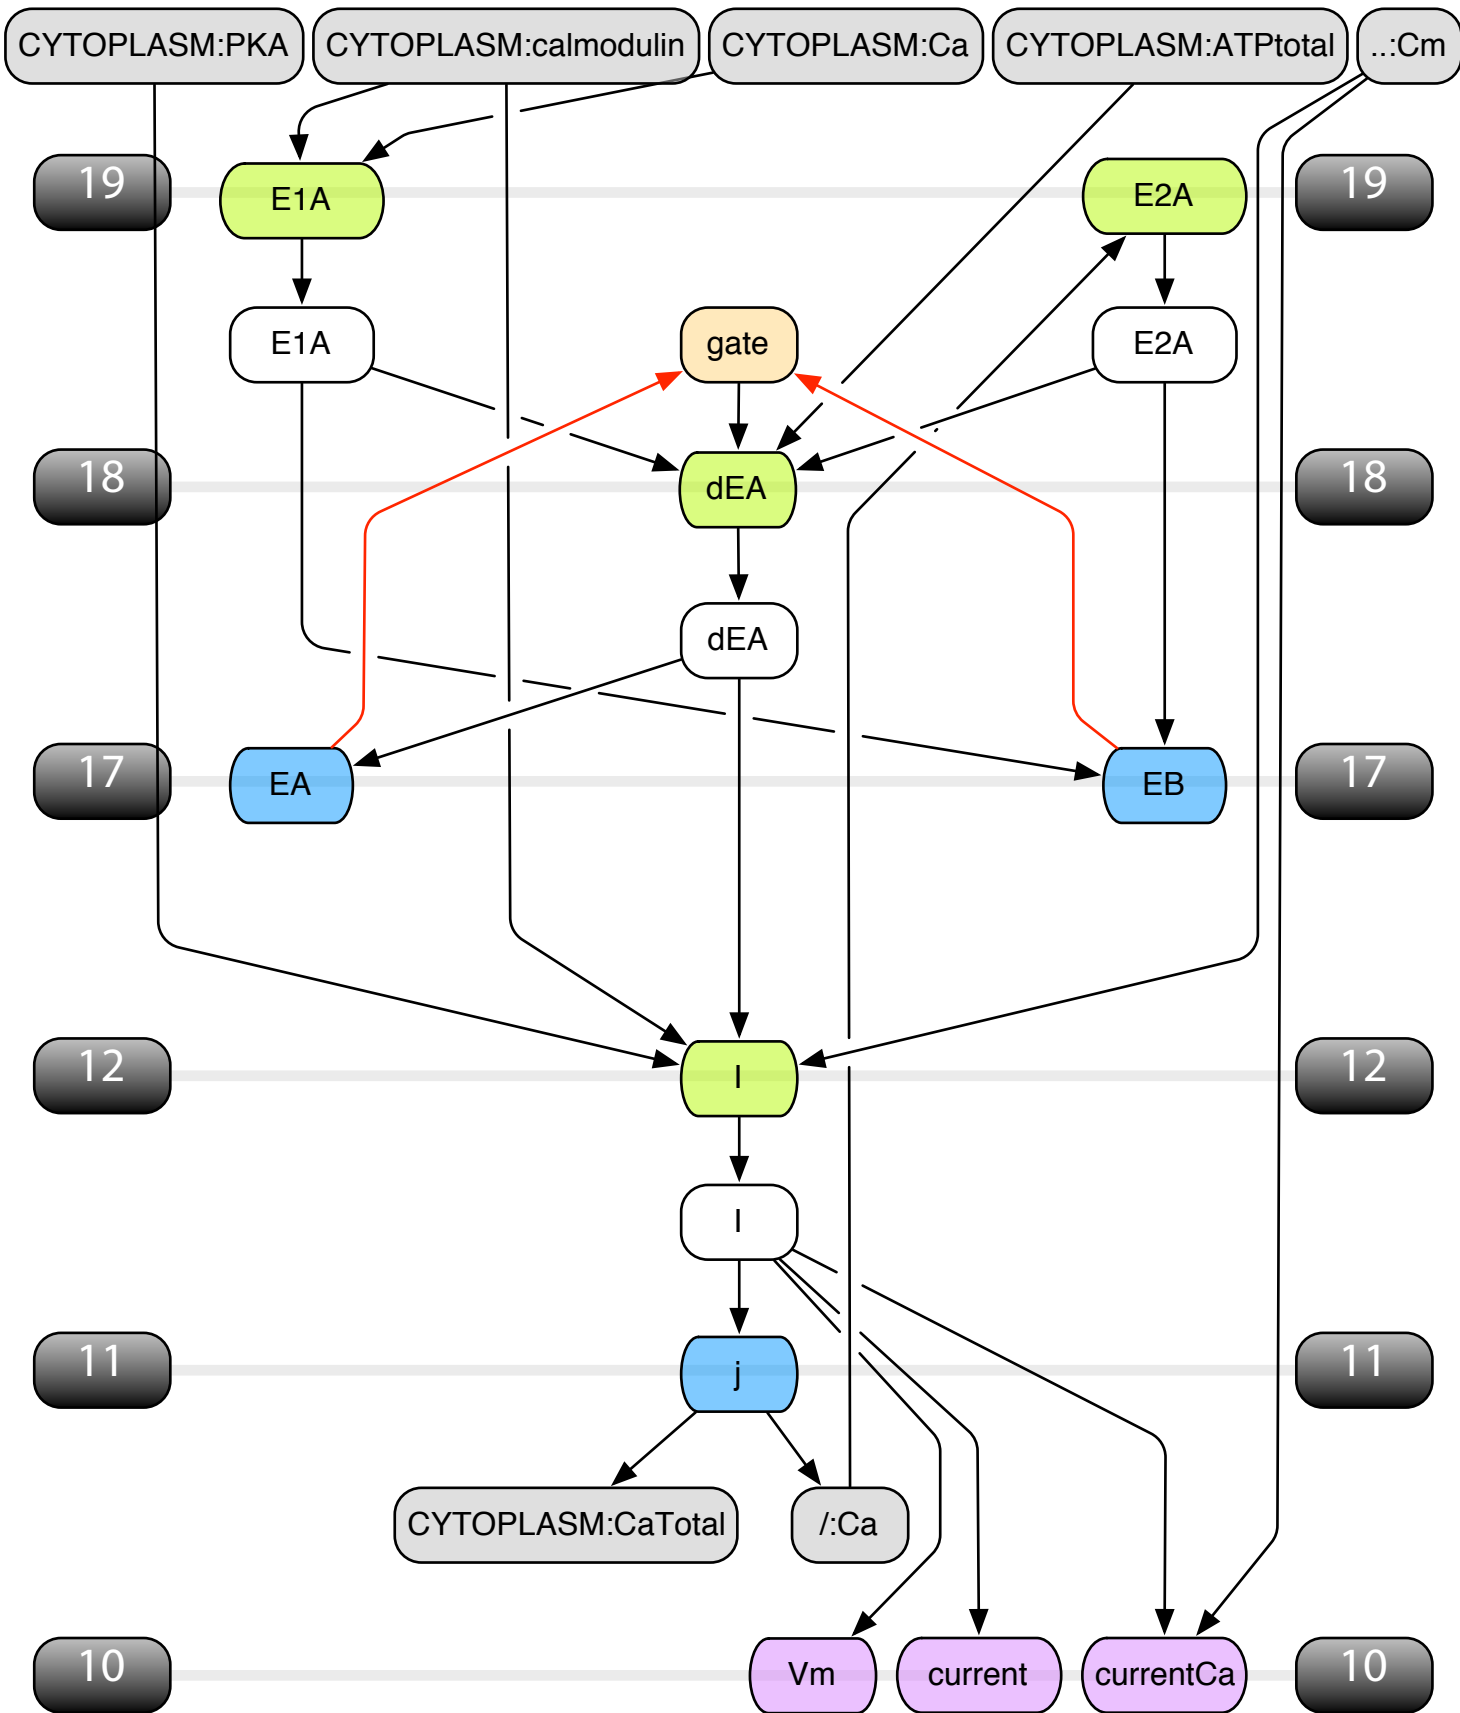 CYTOPLASM:PKA CYTOPLASM:calmodulin CYTOPLASM:Ca CYTOPLASM:ATPtotal ..:Cm
19 E1A E2A 19
E1A gate E2A
18 dEA 18
dEA
17 EA EB 17
12 I 12
I
11 j 11
CYTOPLASM:CaTotal /:Ca
10 Vm current currentCa 10